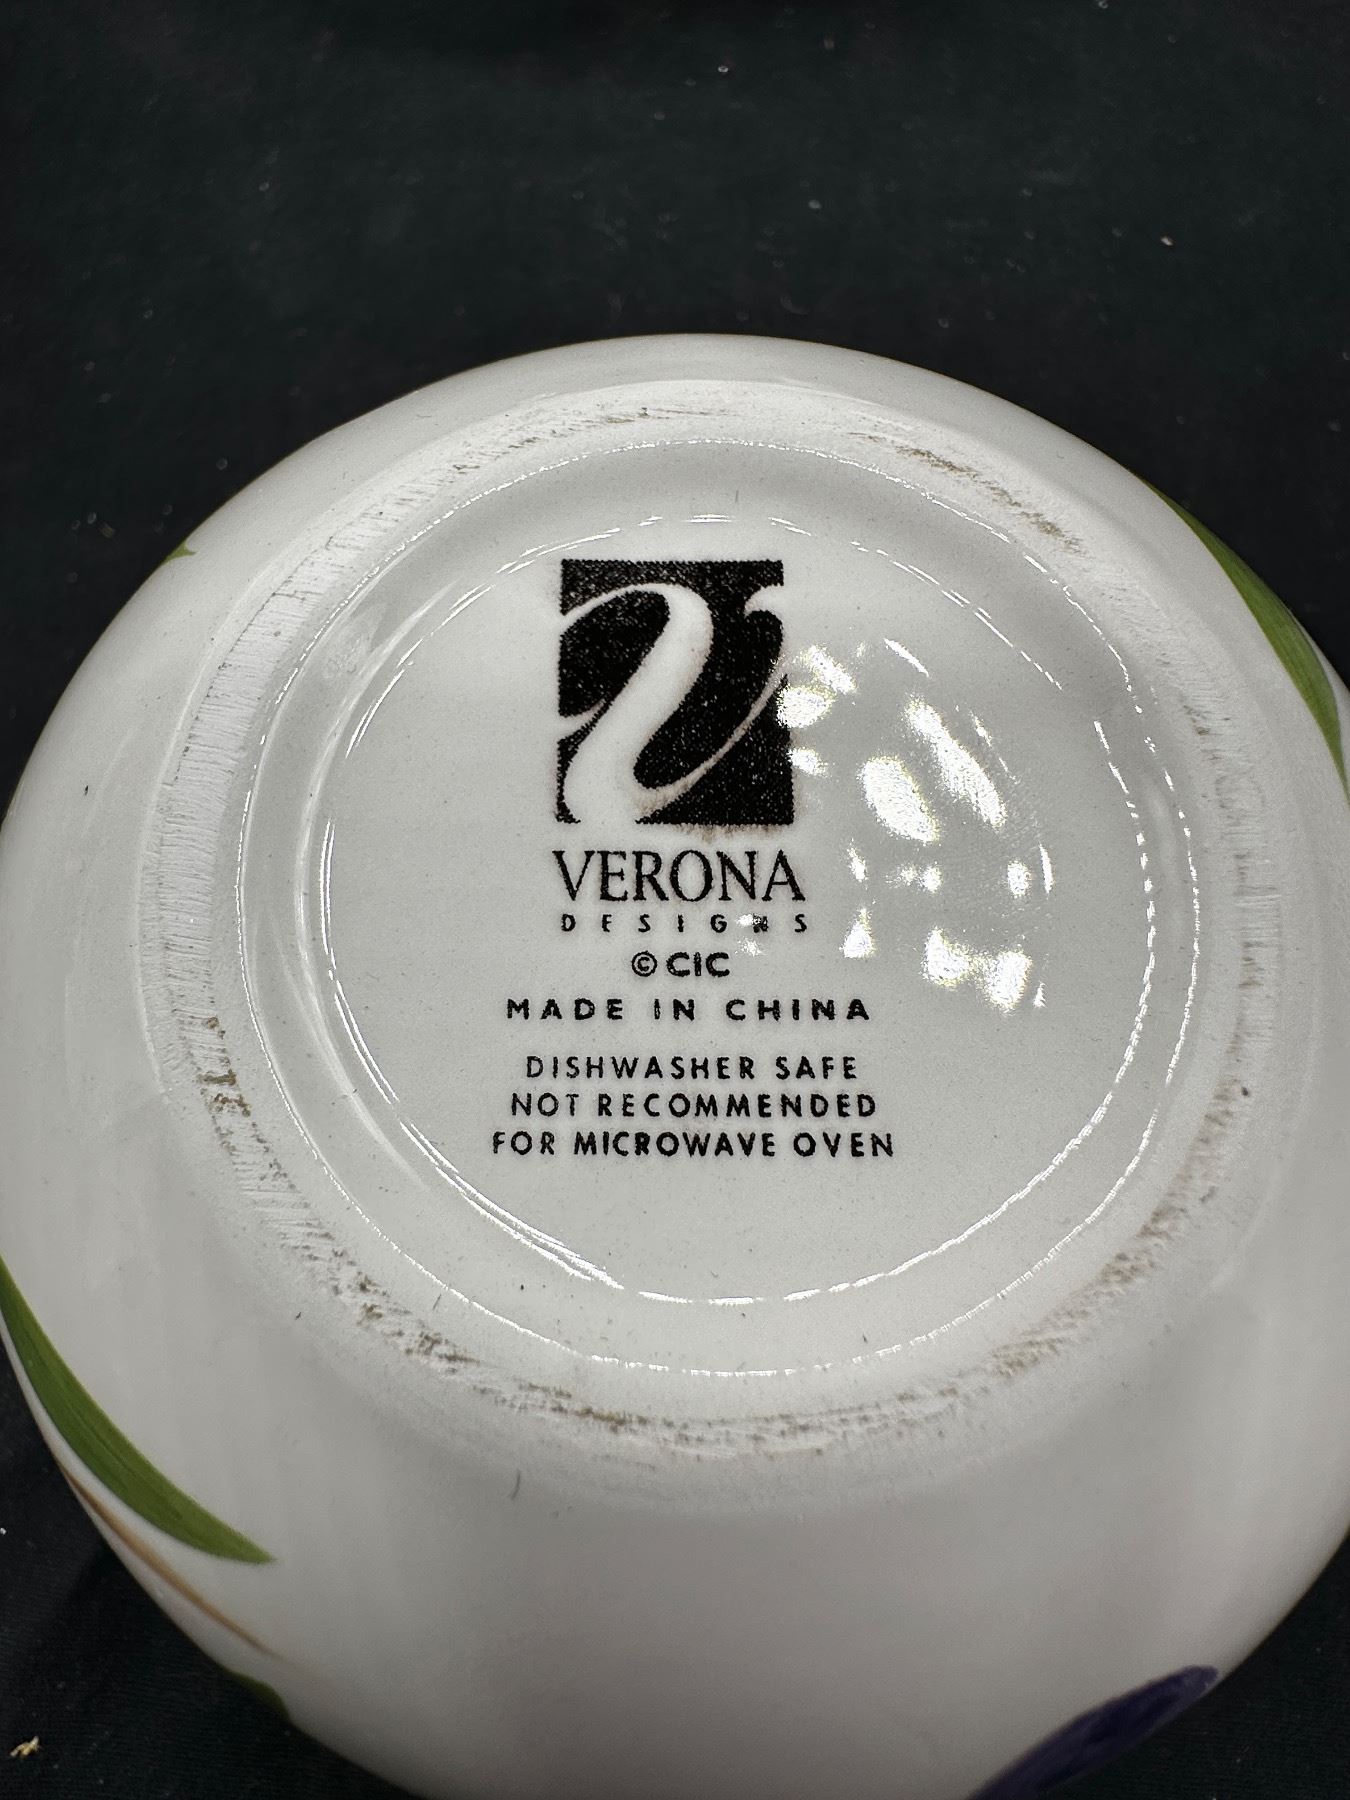 VERONA
DESIGNS
© CIC
MADE IN CHINA
DISHWASHER SAFE
NOT RECOMMENDED
FOR MICROWAVE OVEN